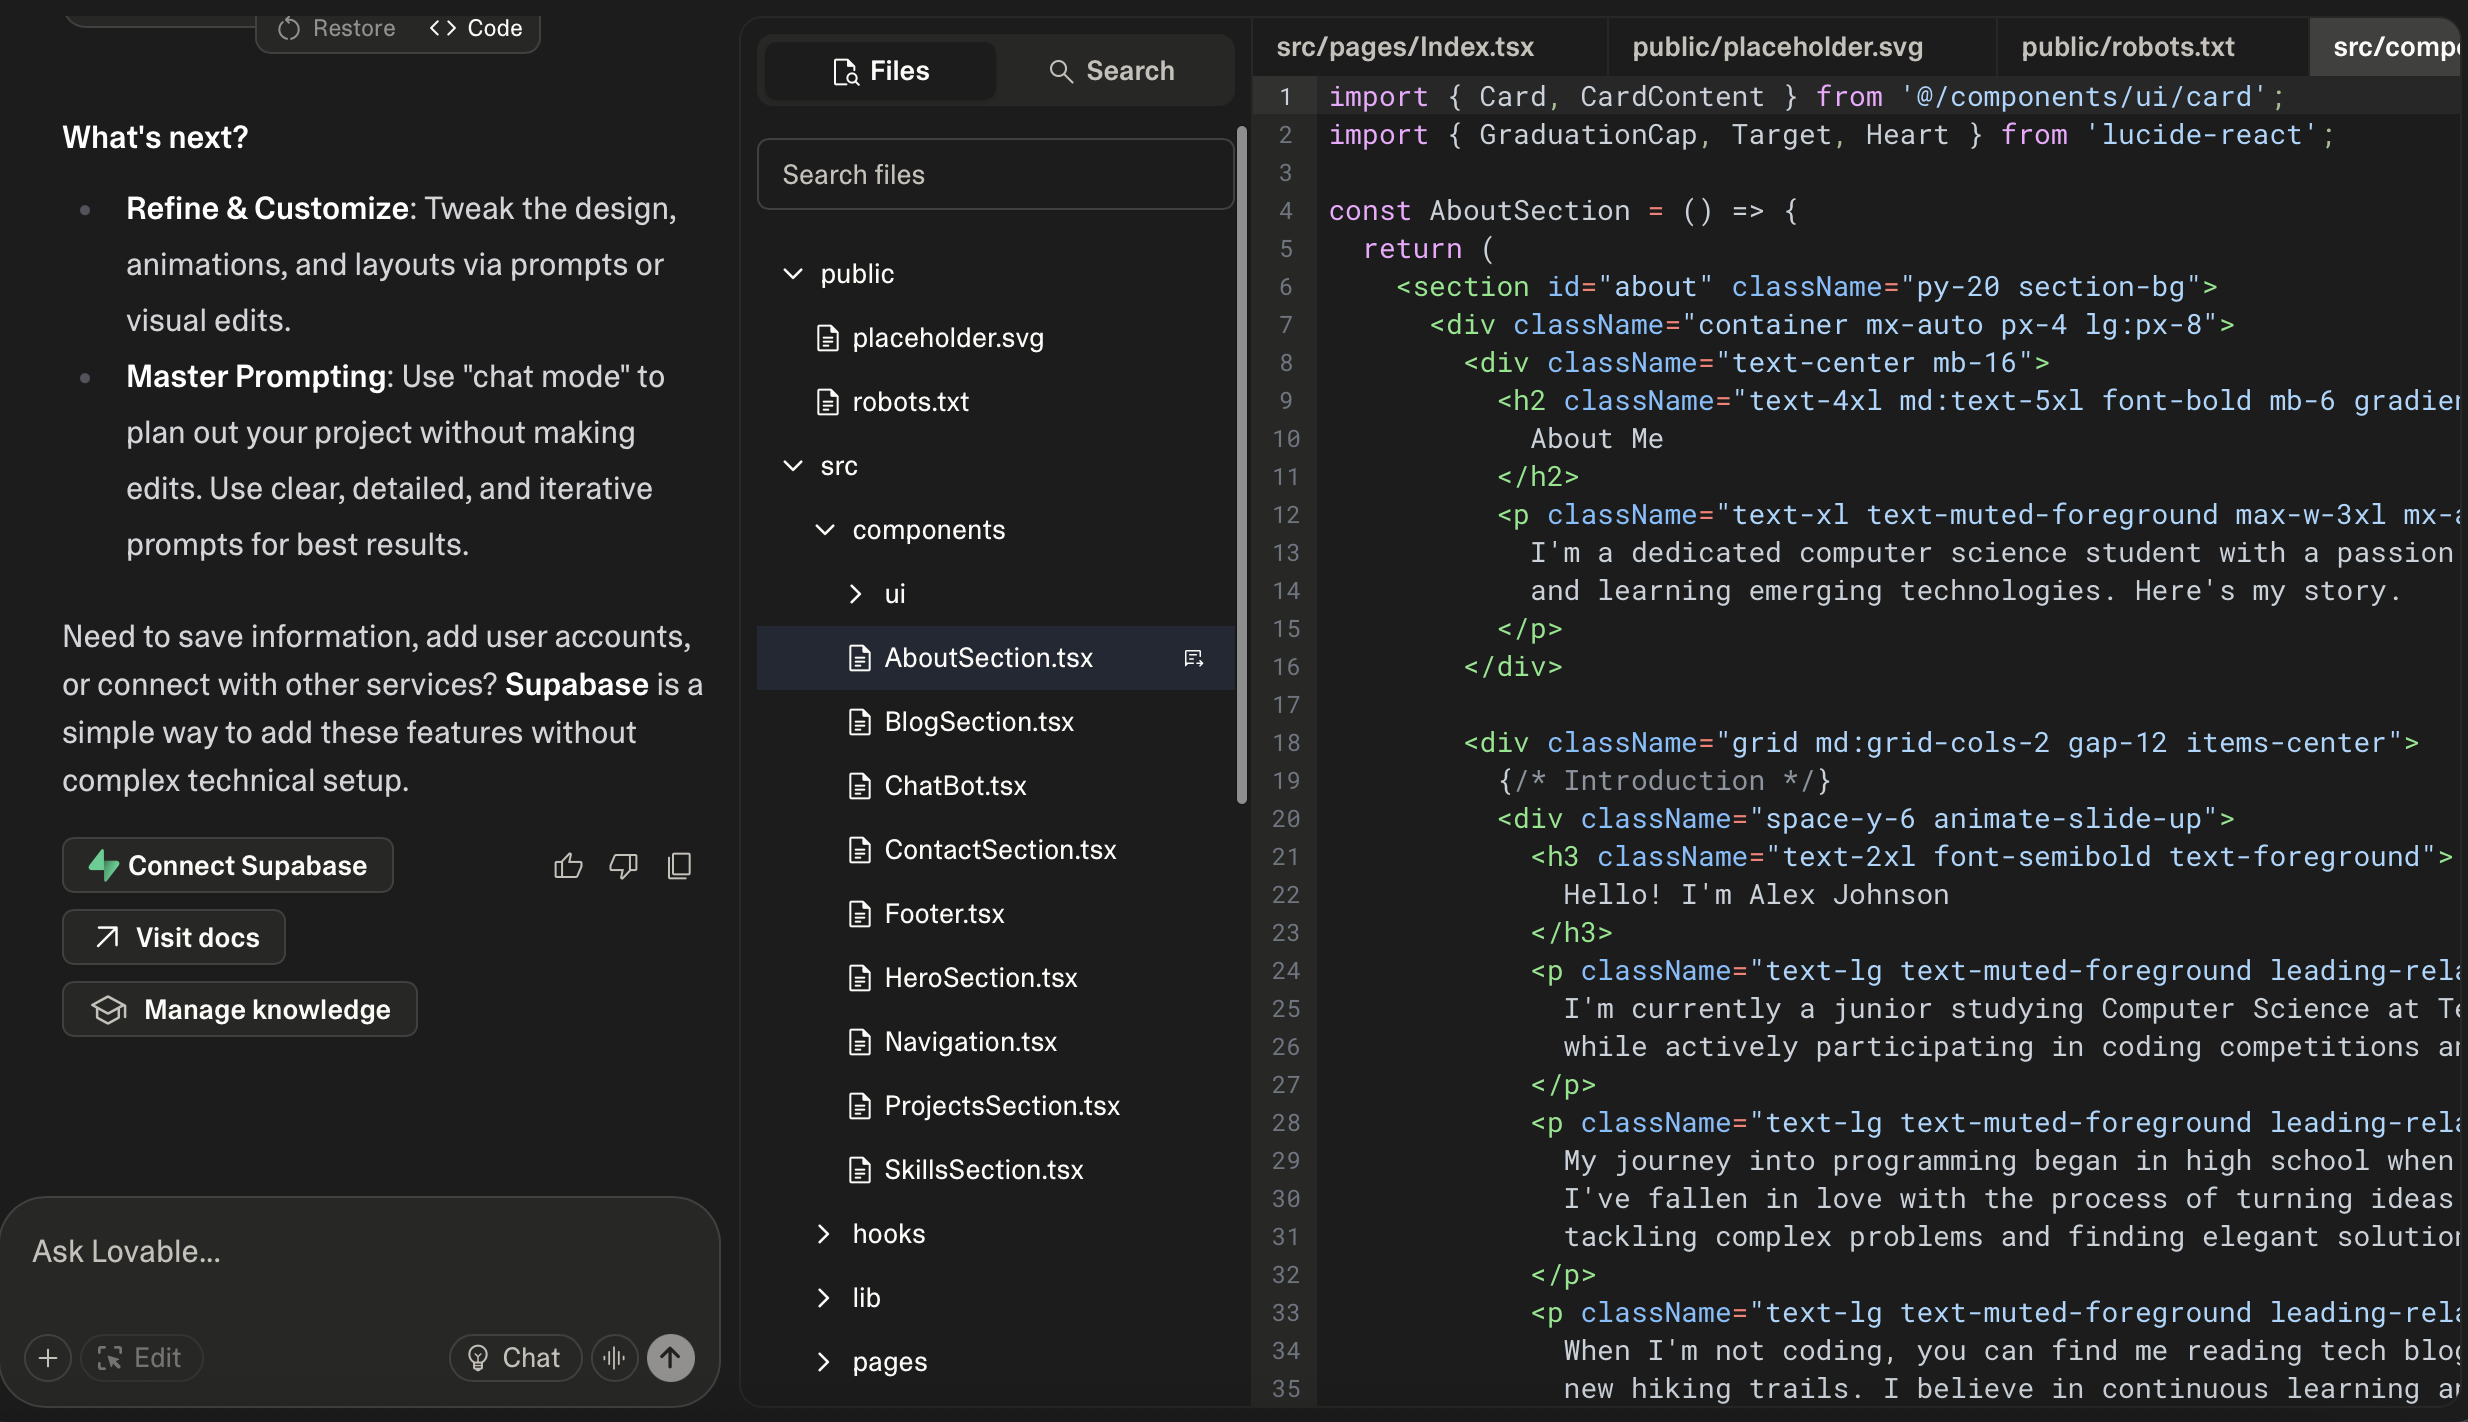 Restore
Code
What's next?
Refine & Customize: Tweak the design,
animations, and layouts via prompts or
visual edits.
Master Prompting: Use "chat mode" to
plan out your project without making
edits. Use clear, detailed, and iterative
prompts for best results.
Need to save information, add user accounts,
or connect with other services? Supabase is a
simple way to add these features without
complex technical setup.
Connect Supabase
Visit docs
Manage knowledge
Ask Lovable...
Edit
Chat
Files
Search
Search files
public
placeholder.svg
robots.txt
src
components
ui
AboutSection.tsx
BlogSection.tsx
ChatBot.tsx
ContactSection.tsx
Footer.tsx
HeroSection.tsx
Navigation.tsx
ProjectsSection.tsx
SkillsSection.tsx
hooks
lib
pages
src/pages/Index.tsx
public/placeholder.svg
public/robots.txt
src/comp
1 import { Card, CardContent } from '@/components/ui/card';
2 import { GraduationCap, Target, Heart } from 'lucide-react';
3
4 const AboutSection = () => {
5 return (
6 <section id="about" className="py-20 section-bg">
7 <div className="container mx-auto px-4 lg:px-8">
8 <div className="text-center mb-16">
9 <h2 className="text-4xl md:text-5xl font-bold mb-6 gradien
10 About Me
11 </h2>
12 <p className="text-xl text-muted-foreground max-w-3xl mx-a
13 I'm a dedicated computer science student with a passion
14 and learning emerging technologies. Here's my story.
15 </p>
16 </div>
17
18 <div className="grid md:grid-cols-2 gap-12 items-center">
19 {/* Introduction */}
20 <div className="space-y-6 animate-slide-up">
21 <h3 className="text-2xl font-semibold text-foreground">
22 Hello! I'm Alex Johnson
23 </h3>
24 <p className="text-lg text-muted-foreground leading-rela
25 I'm currently a junior studying Computer Science at Te
26 while actively participating in coding competitions an
27 </p>
28 <p className="text-lg text-muted-foreground leading-rela
29 My journey into programming began in high school when
30 I've fallen in love with the process of turning ideas
31 tackling complex problems and finding elegant solution
32 </p>
33 <p className="text-lg text-muted-foreground leading-rela
34 When I'm not coding, you can find me reading tech blog
35 new hiking trails. I believe in continuous learning an